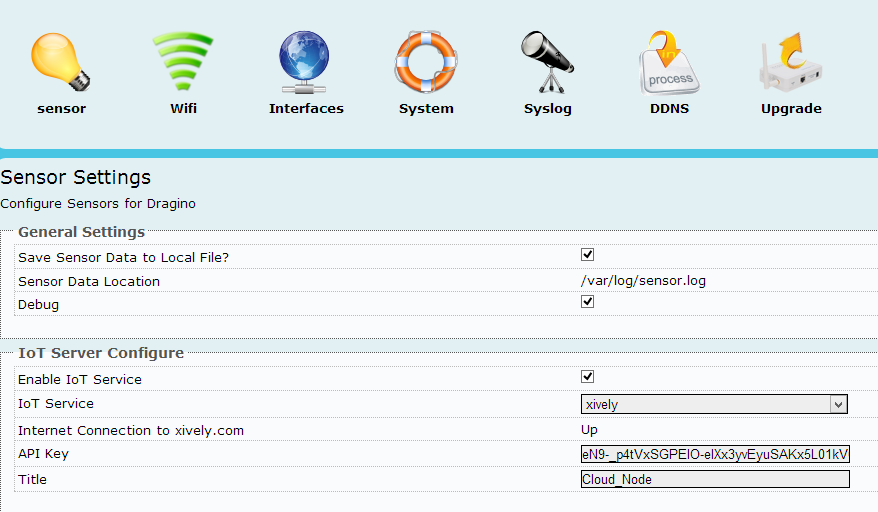 sensor Wifi Interfaces System Syslog DDNS Upgrade
process
Sensor Settings
Configure Sensors for Dragino
General Settings
Save Sensor Data to Local File?
Sensor Data Location /var/log/sensor.log
Debug
IoT Server Configure
Enable IoT Service
IoT Service xively
Internet Connection to xively.com Up
API Key eN9-_p4tVxSGPEIO-eIXx3yvEyuSAKx5L01kV
Title Cloud_Node